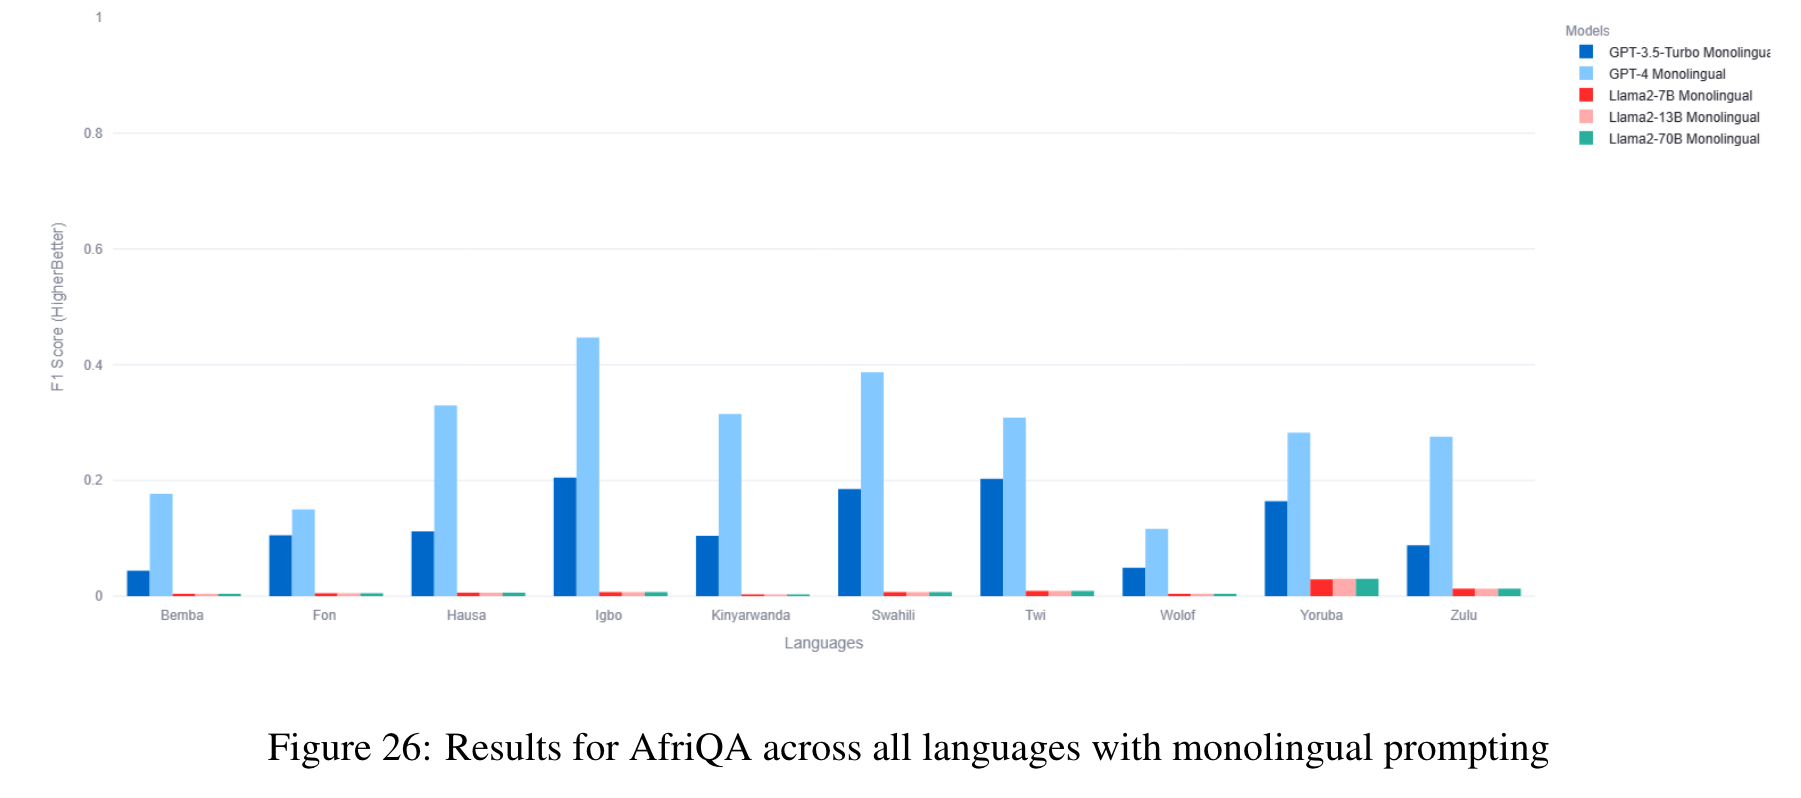 1
0.8
0.6
0.4
0.2
0
F1 Score (HigherBetter)
Bemba Fon Hausa Igbo Kinyarwanda Swahili Twi Wolof Yoruba Zulu
Languages
Models
GPT-3.5-Turbo Monolingua
GPT-4 Monolingual
Llama2-7B Monolingual
Llama2-13B Monolingual
Llama2-70B Monolingual
Figure 26: Results for AfriQA across all languages with monolingual prompting